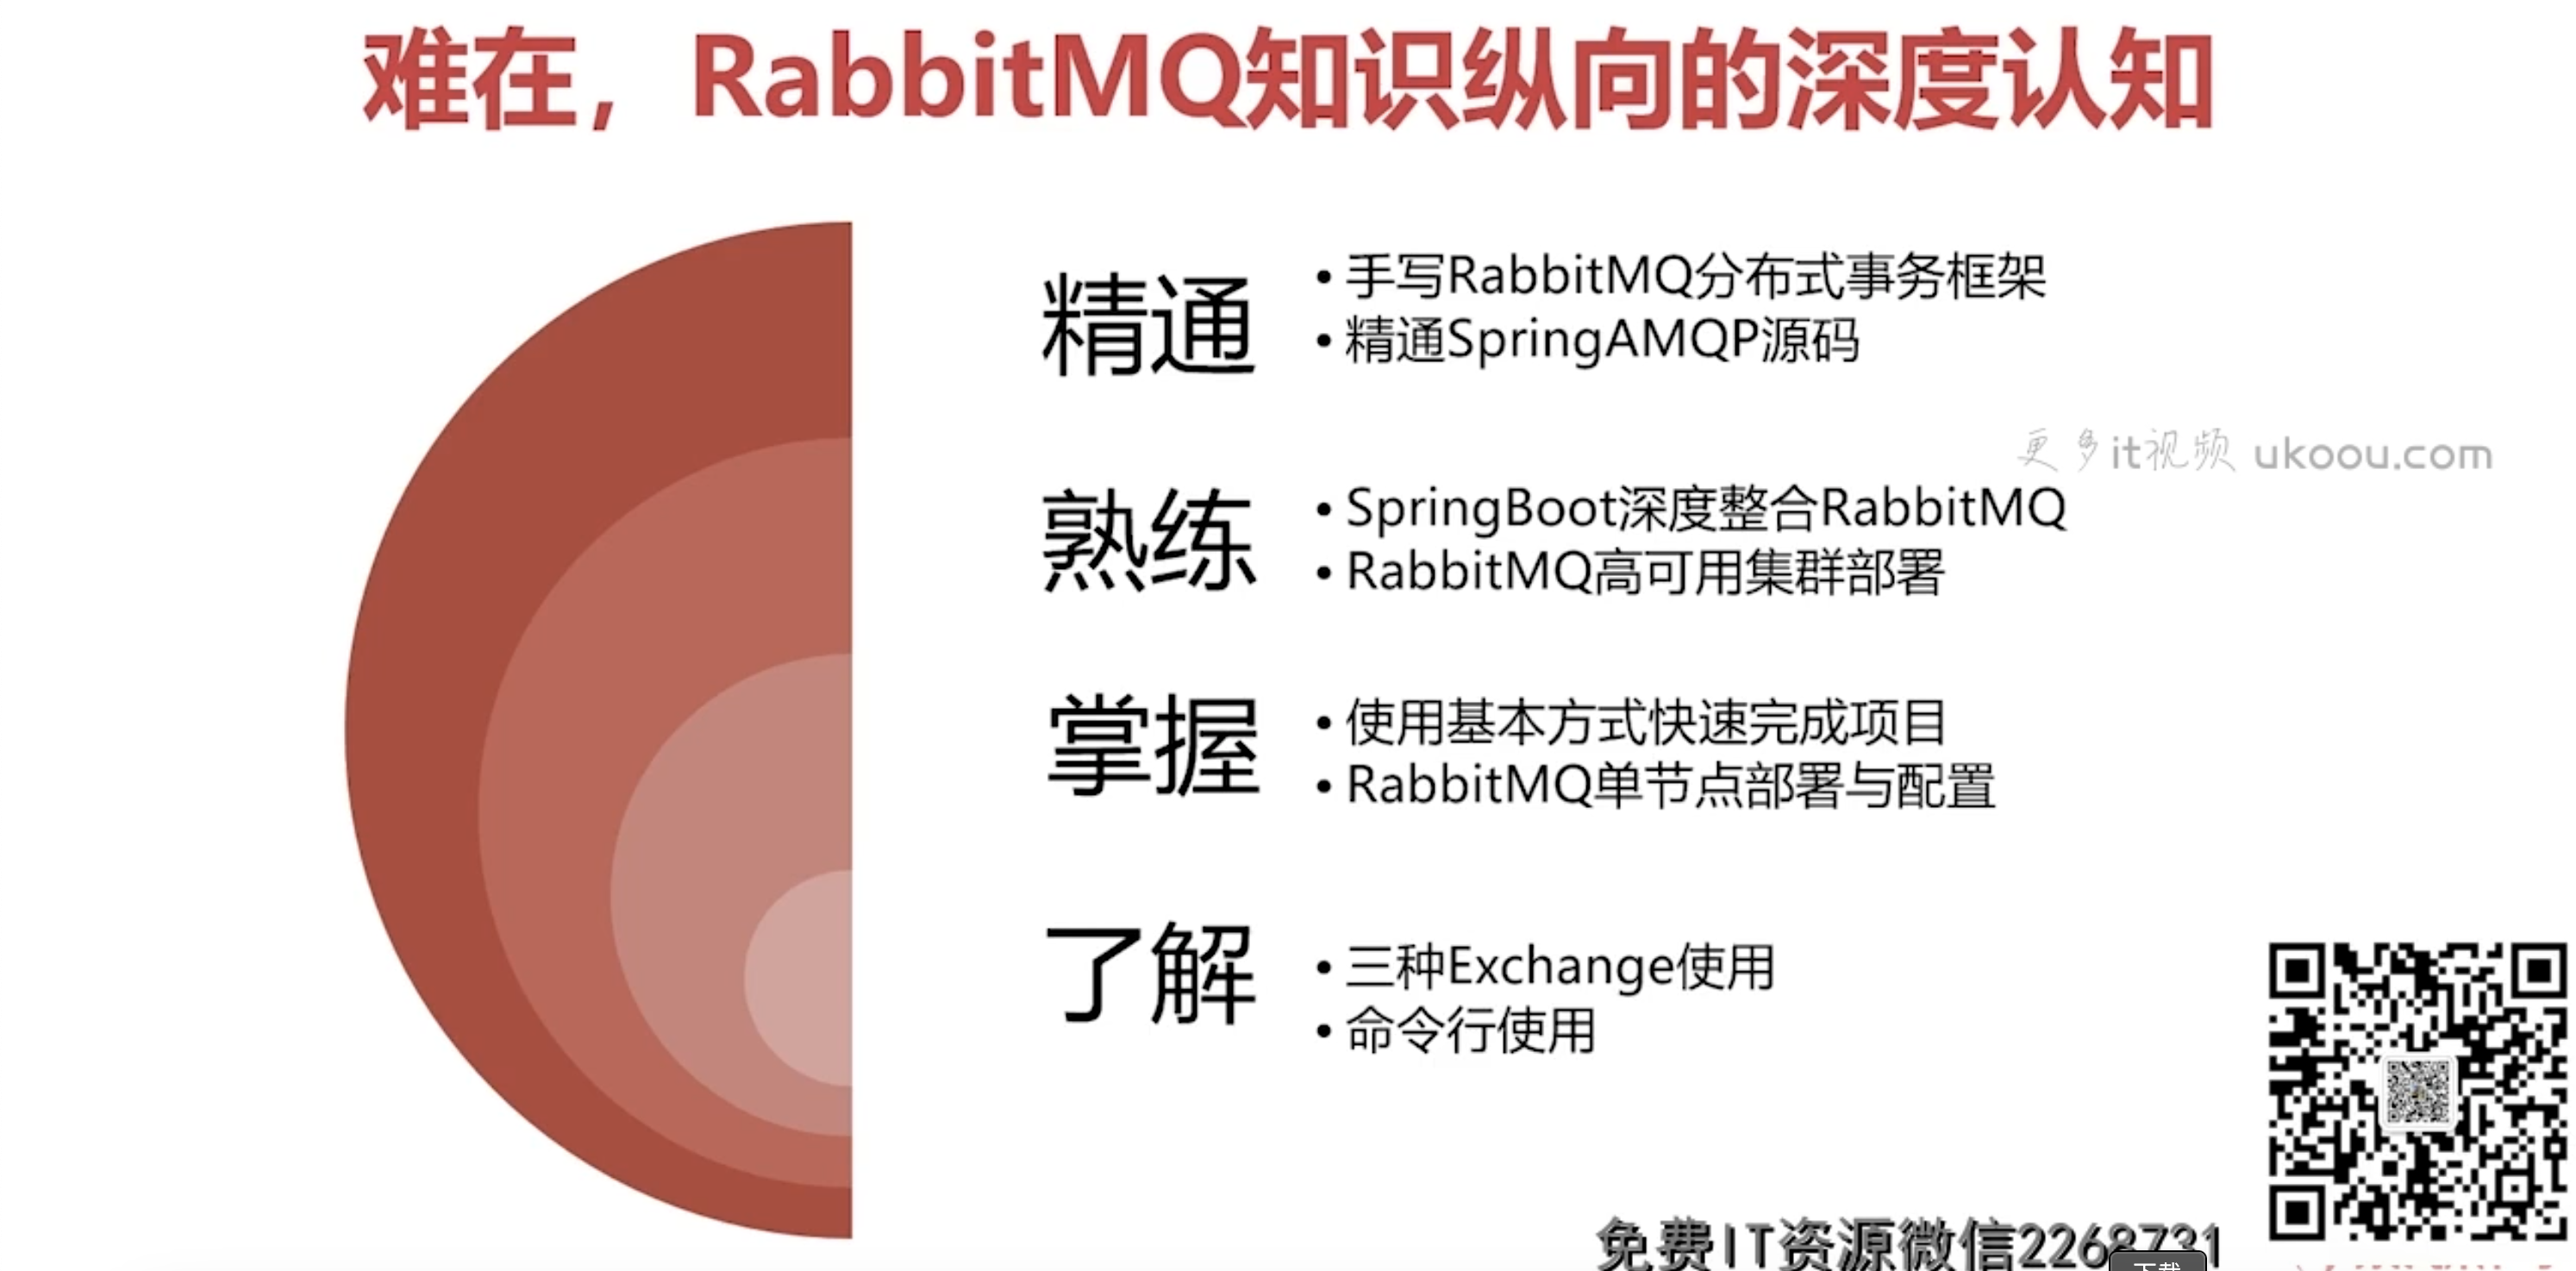 难在，RabbitMQ知识纵向的深度认知
精通
• 手写RabbitMQ分布式事务框架
• 精通SpringAMQP源码
更多it视频 ukoou.com
熟练
• SpringBoot深度整合RabbitMQ
• RabbitMQ高可用集群部署
掌握
• 使用基本方式快速完成项目
• RabbitMQ单节点部署与配置
了解
• 三种Exchange使用
• 命令行使用
免费IT资源微信2268731
下载